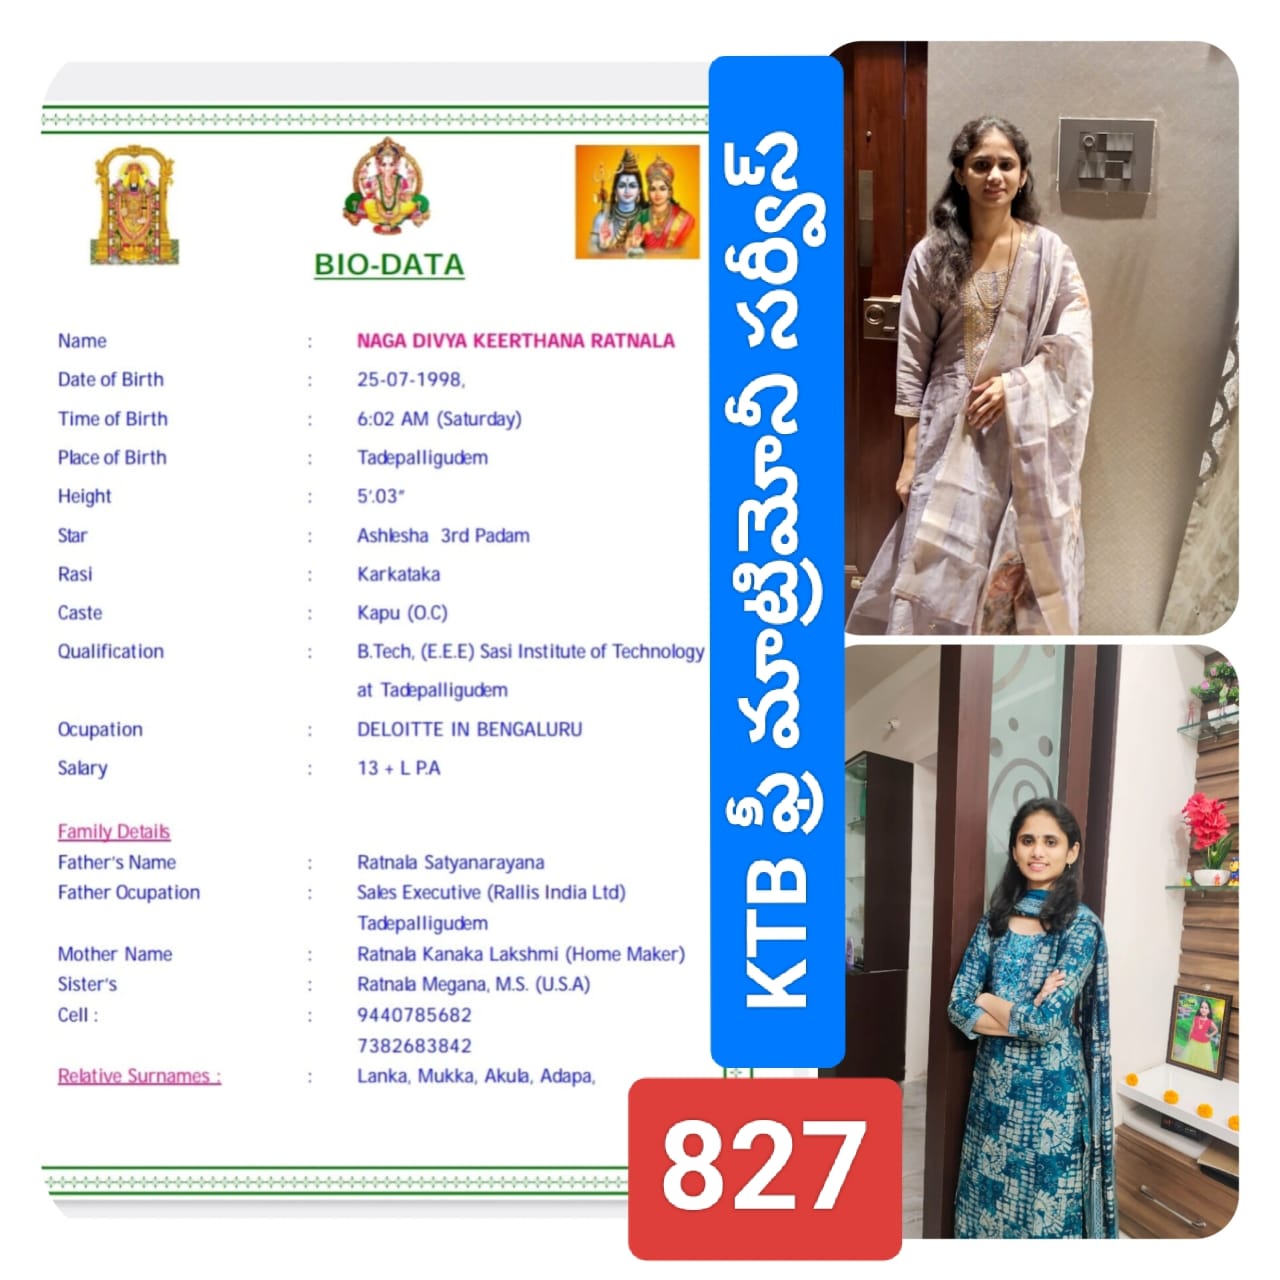 BIO-DATA
Name : NAGA DIVYA KEERTHANA RATNALA
Date of Birth : 25-07-1998,
Time of Birth : 6:02 AM (Saturday)
Place of Birth : Tadepalligudem
Height : 5'.03"
Star : Ashlesha 3rd Padam
Rasi : Karkataka
Caste : Kapu (O.C)
Qualification : B.Tech, (E.E.E) Sasi Institute of Technology
at Tadepalligudem
Ocupation : DELOITTE IN BENGALURU
Salary : 13 + L P.A
Family Details
Father's Name : Ratnala Satyanarayana
Father Ocupation : Sales Executive (Rallis India Ltd)
Tadepalligudem
Mother Name : Ratnala Kanaka Lakshmi (Home Maker)
Sister's : Ratnala Megana, M.S. (U.S.A)
Cell : : 9440785682
7382683842
Relative Surnames : : Lanka, Mukka, Akula, Adapa,
KTB ఫ్రీ మ్యాట్రిమోనీ సర్వీస్
827